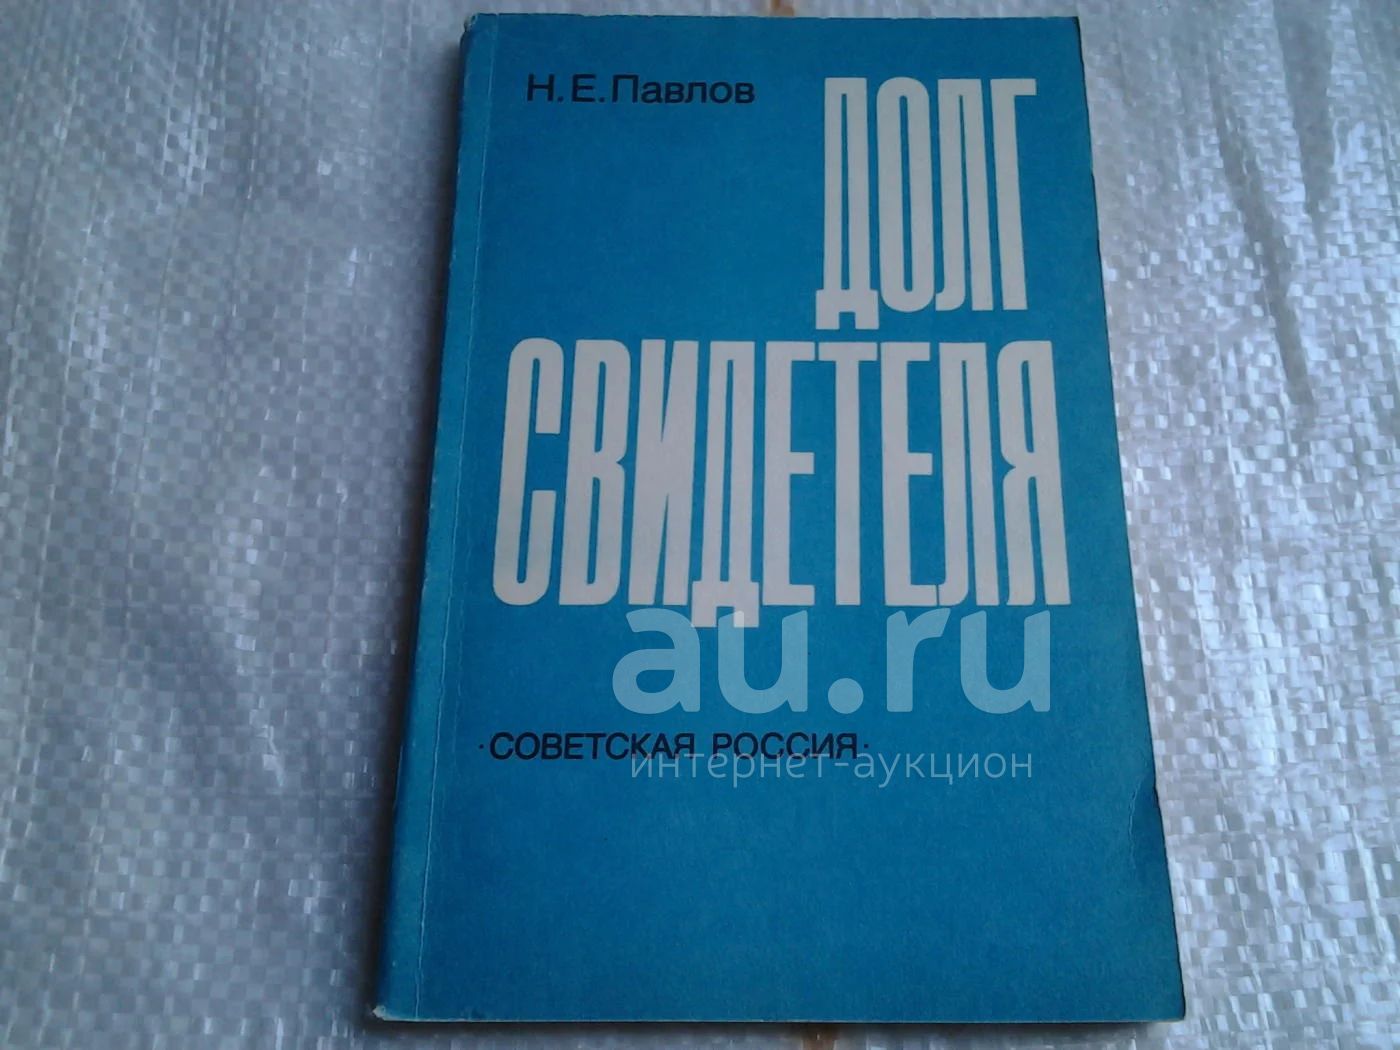 Н. Е. Павлов
ДОЛГ
СВИДЕТЕЛЯ
au.ru
·СОВЕТСКАЯ РОССИЯ·
интернет-аукцион